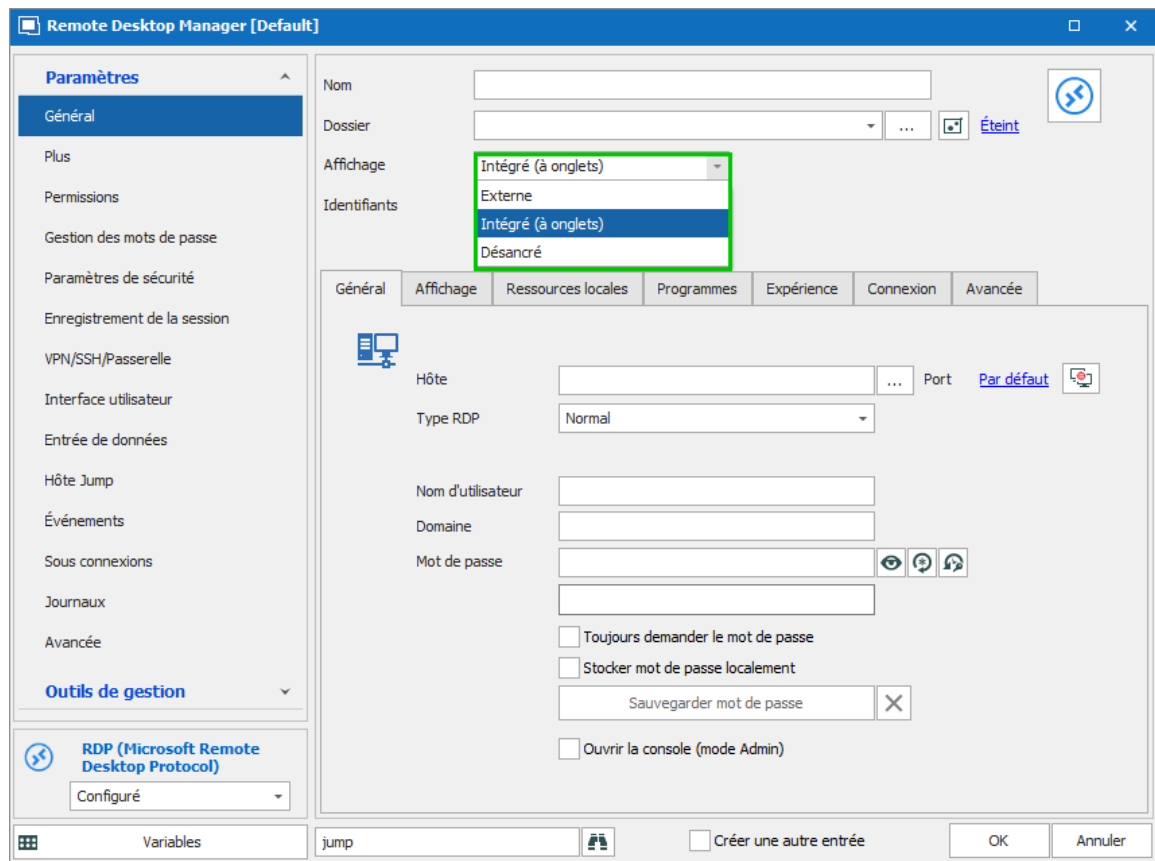 Remote Desktop Manager [Default]
Paramètres
Général
Plus
Permissions
Gestion des mots de passe
Paramètres de sécurité
Enregistrement de la session
VPN/SSH/Passerelle
Interface utilisateur
Entrée de données
Hôte Jump
Événements
Sous connexions
Journaux
Avancée
Outils de gestion
RDP (Microsoft Remote
Desktop Protocol)
Configuré
Variables
Nom
Dossier
...
Éteint
Affichage
Intégré (à onglets)
Externe
Intégré (à onglets)
Désancré
Identifiants
Général
Affichage
Ressources locales
Programmes
Expérience
Connexion
Avancée
Hôte
...
Port
Par défaut
Type RDP
Normal
Nom d'utilisateur
Domaine
Mot de passe
Toujours demander le mot de passe
Stocker mot de passe localement
Sauvegarder mot de passe
Ouvrir la console (mode Admin)
jump
Créer une autre entrée
OK
Annuler